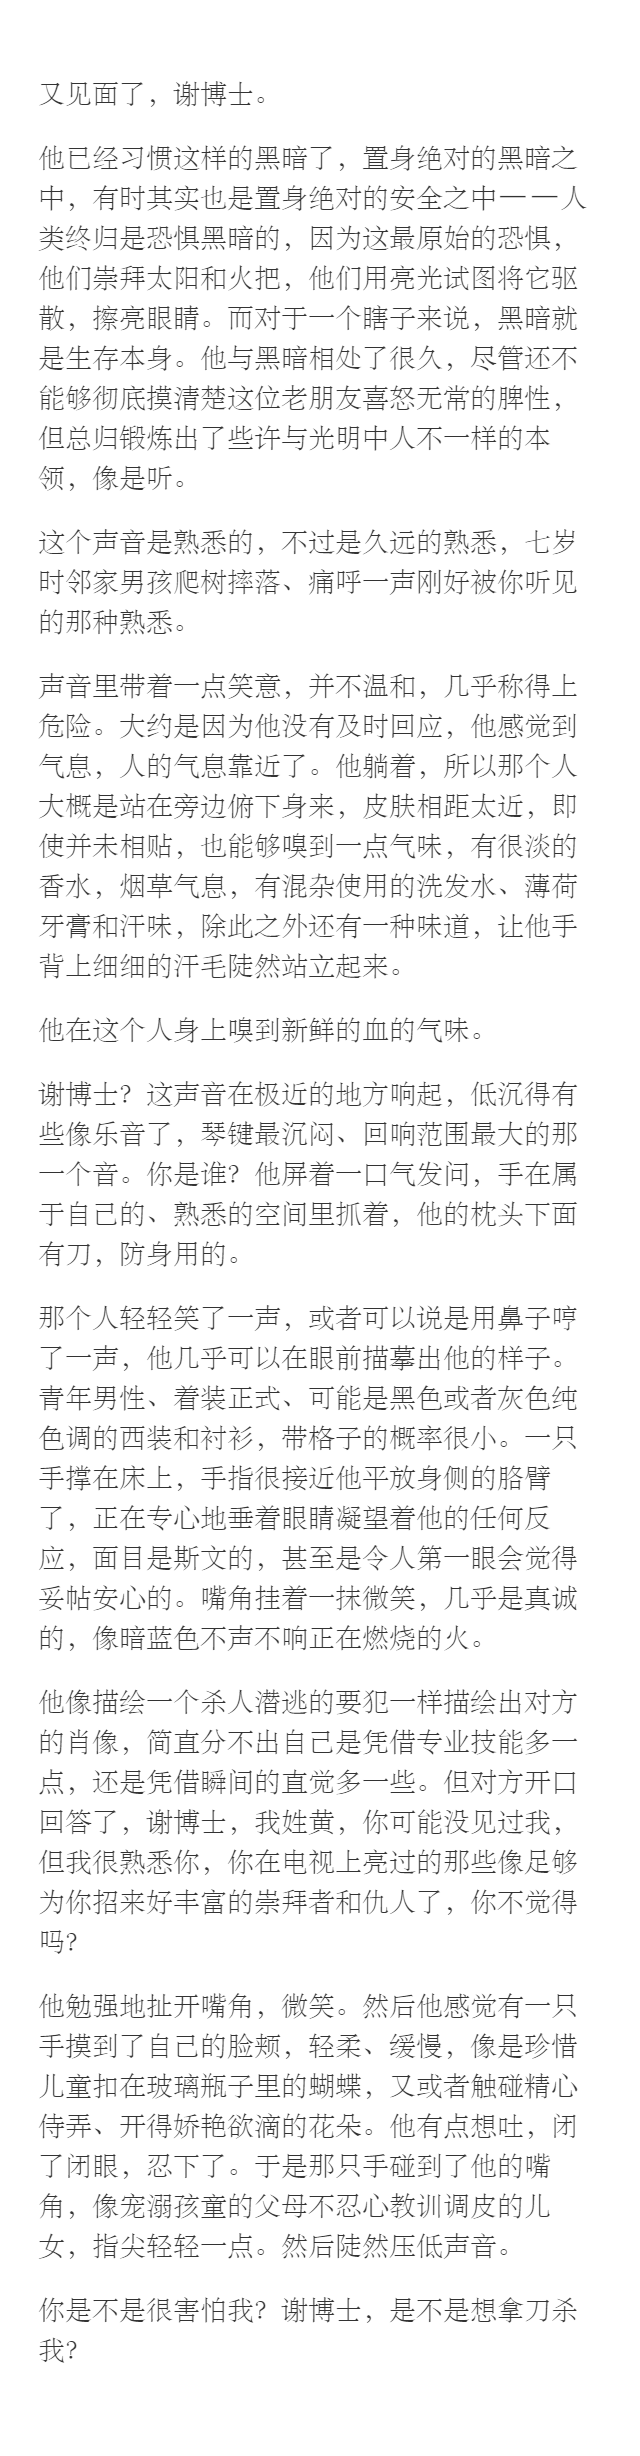 又见面了，谢博士。
他已经习惯这样的黑暗了，置身绝对的黑暗之
中，有时其实也是置身绝对的安全之中——人
类终归是恐惧黑暗的，因为这最原始的恐惧，
他们崇拜太阳和火把，他们用亮光试图将它驱
散，擦亮眼睛。而对于一个瞎子来说，黑暗就
是生存本身。他与黑暗相处了很久，尽管还不
能够彻底摸清楚这位老朋友喜怒无常的脾性，
但总归锻炼出了些许与光明中人不一样的本
领，像是听。
这个声音是熟悉的，不过是久远的熟悉，七岁
时邻家男孩爬树摔落、痛呼一声刚好被你听见
的那种熟悉。
声音里带着一点笑意，并不温和，几乎称得上
危险。大约是因为他没有及时回应，他感觉到
气息，人的气息靠近了。他躺着，所以那个人
大概是站在旁边俯下身来，皮肤相距太近，即
使并未相贴，也能够嗅到一点气味，有很淡的
香水，烟草气息，有混杂使用的洗发水、薄荷
牙膏和汗味，除此之外还有一种味道，让他手
背上细细的汗毛陡然站立起来。
他在这个人身上嗅到新鲜的血的气味。
谢博士？这声音在极近的地方响起，低沉得有
些像乐音了，琴键最沉闷、回响范围最大的那
一个音。你是谁？他屏着一口气发问，手在属
于自己的、熟悉的空间里抓着，他的枕头下面
有刀，防身用的。
那个人轻轻笑了一声，或者可以说是用鼻子哼
了一声，他几乎可以在眼前描摹出他的样子。
青年男性、着装正式、可能是黑色或者灰色纯
色调的西装和衬衫，带格子的概率很小。一只
手撑在床上，手指很接近他平放身侧的胳臂
了，正在专心地垂着眼睛凝望着他的任何反
应，面目是斯文的，甚至是令人第一眼会觉得
妥帖安心的。嘴角挂着一抹微笑，几乎是真诚
的，像暗蓝色不声不响正在燃烧的火。
他像描绘一个杀人潜逃的要犯一样描绘出对方
的肖像，简直分不出自己是凭借专业技能多一
点，还是凭借瞬间的直觉多一些。但对方开口
回答了，谢博士，我姓黄，你可能没见过我，
但我很熟悉你，你在电视上亮过的那些像足够
为你招来好丰富的崇拜者和仇人了，你不觉得
吗？
他勉强地扯开嘴角，微笑。然后他感觉有一只
手摸到了自己的脸颊，轻柔、缓慢，像是珍惜
儿童扣在玻璃瓶子里的蝴蝶，又或者触碰精心
侍弄、开得娇艳欲滴的花朵。他有点想吐，闭
了闭眼，忍下了。于是那只手碰到了他的嘴
角，像宠溺孩童的父母不忍心教训调皮的儿
女，指尖轻轻一点。然后陡然压低声音。
你是不是很害怕我？谢博士，是不是想拿刀杀
我？